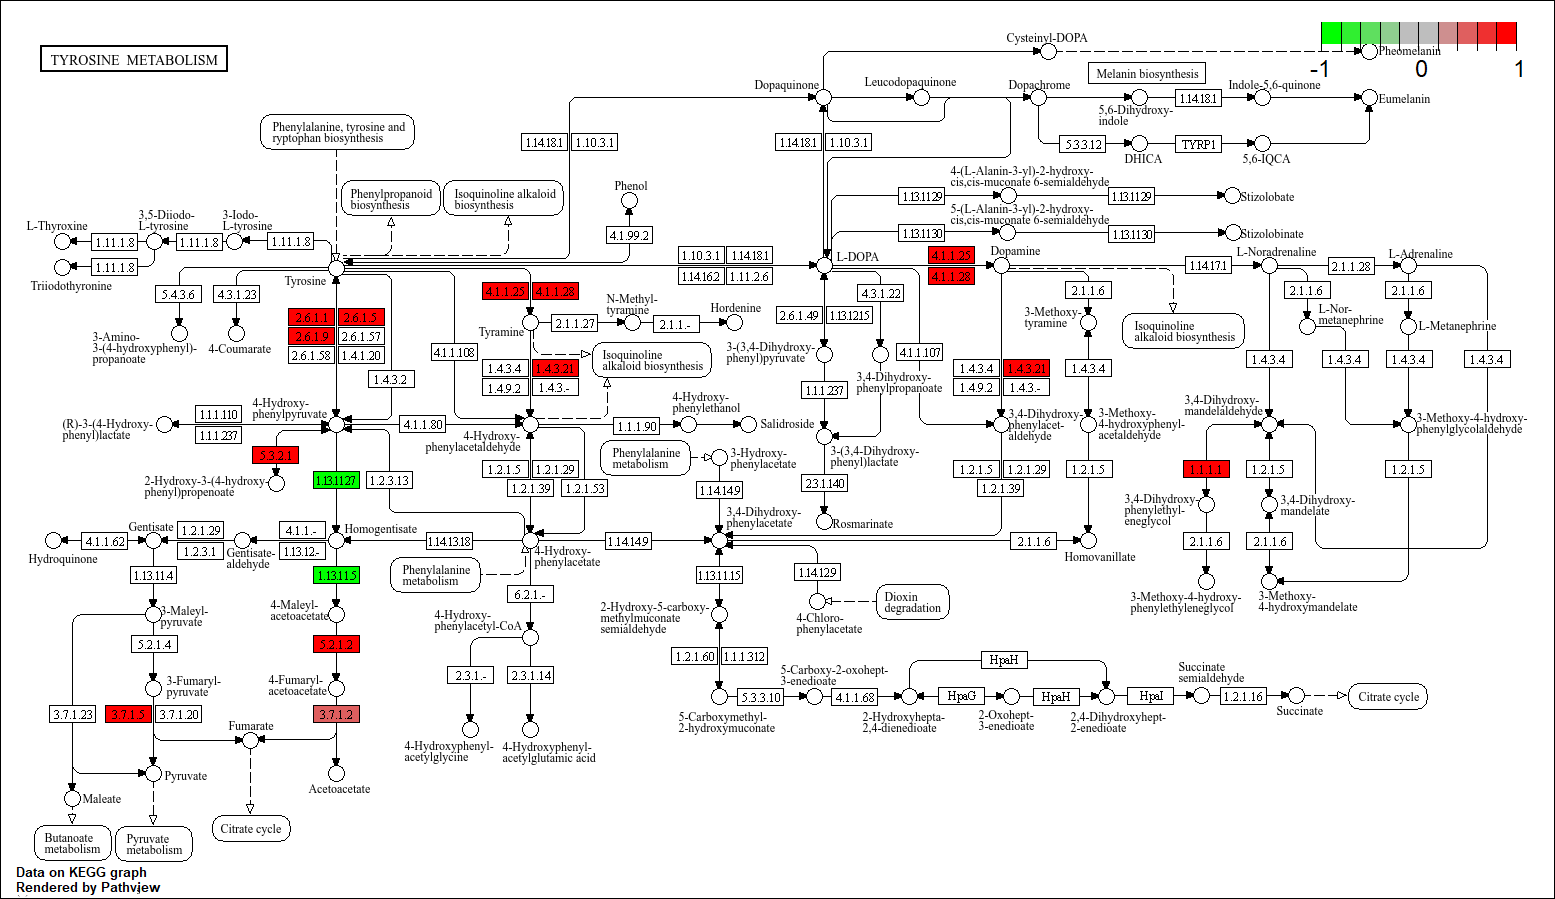 TYROSINE METABOLISM
-1
0
1
Cysteinyl-DOPA
Pheomelanin
Melanin biosynthesis
Dopaquinone
Leucodopaquinone
Dopachrome
5,6-Dihydroxy-
indole
1.14.18.1
Indole-5,6-quinone
Eumelanin
Phenylalanine, tyrosine and
ryptophan biosynthesis
1.14.18.1
1.10.3.1
1.14.18.1
1.10.3.1
5.3.3.12
DHICA
TYRP1
5,6-IQCA
Phenylpropanoid
biosynthesis
Isoquinoline alkaloid
biosynthesis
Phenol
4.1.99.2
4-(L-Alanin-3-yl)-2-hydroxy-
cis,cis-muconate 6-semialdehyde
1.13.11.29
1.13.11.29
Stizolobate
5-(L-Alanin-3-yl)-2-hydroxy-
cis,cis-muconate 6-semialdehyde
1.13.11.30
1.13.11.30
Stizolobinate
L-Thyroxine
3,5-Diiodo-
L-tyrosine
3-Iodo-
L-tyrosine
1.11.1.8
1.11.1.8
1.11.1.8
1.11.1.8
Triiodothyronine
Tyrosine
1.10.3.1
1.14.18.1
1.14.16.2
1.11.2.6
L-DOPA
4.1.1.25
4.1.1.28
Dopamine
1.14.17.1
L-Noradrenaline
2.1.1.28
L-Adrenaline
5.4.3.6
4.3.1.23
3-Amino-
3-(4-hydroxyphenyl)-
propanoate
4-Coumarate
2.6.1.1
2.6.1.5
2.6.1.9
2.6.1.57
2.6.1.58
1.4.1.20
1.4.3.2
4.1.1.25
4.1.1.28
Tyramine
N-Methyl-
tyramine
2.1.1.27
2.1.1.-
Hordenine
Isoquinoline
alkaloid biosynthesis
4.1.1.108
1.4.3.4
1.4.3.21
1.4.9.2
1.4.3.-
2.6.1.49
1.13.12.15
4.3.1.22
3-(3,4-Dihydroxy-
phenyl)pyruvate
3,4-Dihydroxy-
phenylpropanoate
1.1.1.237
4.1.1.107
1.4.3.4
1.4.3.21
1.4.9.2
1.4.3.-
2.1.1.6
3-Methoxy-
tyramine
1.4.3.4
Isoquinoline
alkaloid biosynthesis
2.1.1.6
L-Nor-
metanephrine
2.1.1.6
L-Metanephrine
1.4.3.4
1.4.3.4
1.4.3.4
1.4.3.4
(R)-3-(4-Hydroxy-
phenyl)lactate
1.1.1.110
1.1.1.237
4-Hydroxy-
phenylpyruvate
4.1.1.80
4-Hydroxy-
phenylacetaldehyde
1.1.1.90
4-Hydroxy-
phenylethanol
Salidroside
3-(3,4-Dihydroxy-
phenyl)lactate
2.3.1.140
Rosmarinate
3,4-Dihydroxy-
phenylacet-
aldehyde
3-Methoxy-
4-hydroxyphenyl-
acetaldehyde
3,4-Dihydroxy-
mandelaldehyde
3-Methoxy-4-hydroxy-
phenylglycolaldehyde
5.3.2.1
2-Hydroxy-3-(4-hydroxy-
phenyl)propenoate
1.13.11.27
1.2.3.13
1.2.1.5
1.2.1.29
1.2.1.39
1.2.1.53
Phenylalanine
metabolism
3-Hydroxy-
phenylacetate
1.14.14.9
3,4-Dihydroxy-
phenylacetate
1.2.1.5
1.2.1.29
1.2.1.39
1.2.1.5
1.1.1.1
1.2.1.5
1.2.1.5
3,4-Dihydroxy-
phenylethyl-
eneglycol
3,4-Dihydroxy-
mandelate
2.1.1.6
2.1.1.6
3-Methoxy-4-hydroxy-
phenylethyleneglycol
3-Methoxy-
4-hydroxymandelate
Hydroquinone
4.1.1.62
Gentisate
1.2.1.29
1.2.3.1
Gentisate-
aldehyde
4.1.1.-
1.13.12.-
Homogentisate
1.14.13.18
4-Hydroxy-
phenylacetate
1.14.14.9
2.1.1.6
Homovanillate
Phenylalanine
metabolism
1.13.11.4
1.13.11.5
6.2.1.-
1.13.11.15
1.14.12.9
4-Chloro-
phenylacetate
Dioxin
degradation
3-Maleyl-
pyruvate
4-Maleyl-
acetoacetate
4-Hydroxy-
phenylacetyl-CoA
2-Hydroxy-5-carboxy-
methylmuconate
semialdehyde
5.2.1.4
5.2.1.2
2.3.1.-
2.3.1.14
1.2.1.60
1.1.1.312
3-Fumaryl-
pyruvate
4-Fumaryl-
acetoacetate
3.7.1.23
3.7.1.5
3.7.1.20
3.7.1.2
Fumarate
4-Hydroxyphenyl-
acetylglycine
4-Hydroxyphenyl-
acetylglutamic acid
5-Carboxymethyl-
2-hydroxymuconate
5.3.3.10
5-Carboxy-2-oxohept-
3-enedioate
4.1.1.68
2-Hydroxyhepta-
2,4-dienedioate
HpaH
HpaG
2-Oxohept-
3-enedioate
HpaH
2,4-Dihydroxyhept-
2-enedioate
HpaI
Succinate
semialdehyde
1.2.1.16
Succinate
Citrate cycle
Pyruvate
Acetoacetate
Maleate
Butanoate
metabolism
Pyruvate
metabolism
Citrate cycle
Data on KEGG graph
Rendered by Pathview